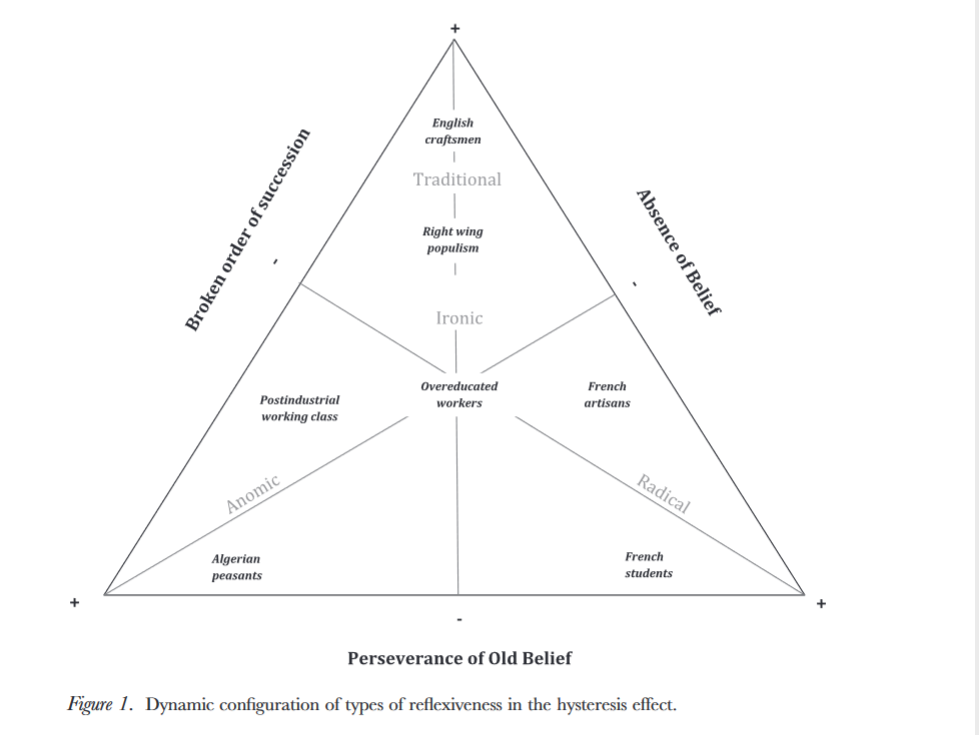 +
English
craftsmen
Traditional
Broken order of succession
-
Absence of Belief
-
Right wing
populism
Ironic
Overeducated
workers
Postindustrial
working class
French
artisans
Anomic
Radical
Algerian
peasants
French
students
+
+
-
Perseverance of Old Belief
Figure 1. Dynamic configuration of types of reflexiveness in the hysteresis effect.